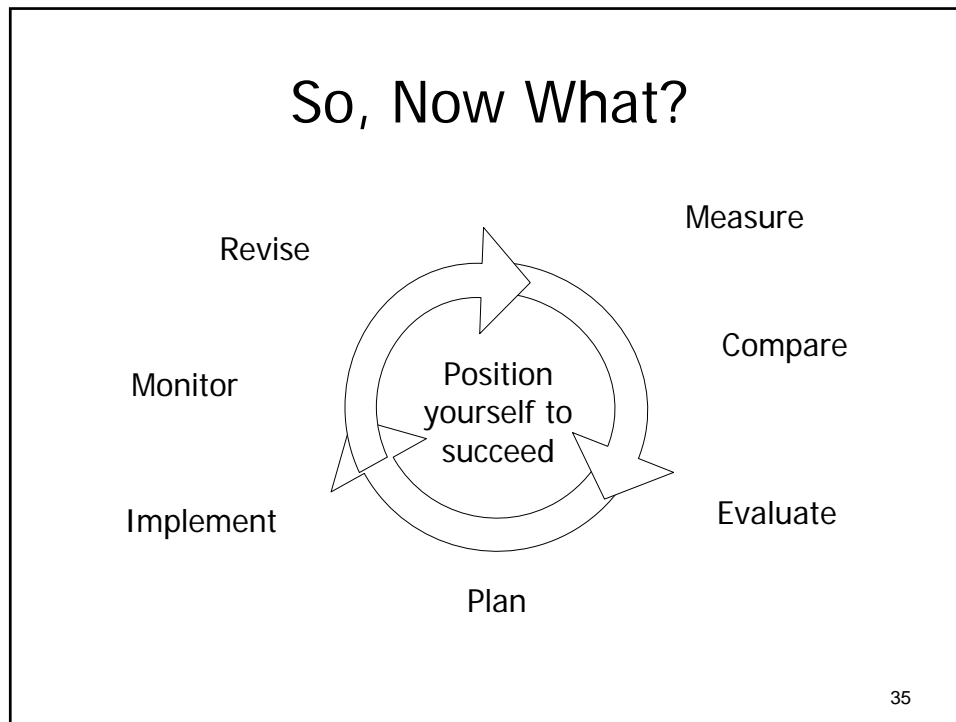 So, Now What?
Measure
Revise
Compare
Position
yourself to
succeed
Monitor
Evaluate
Implement
Plan
35